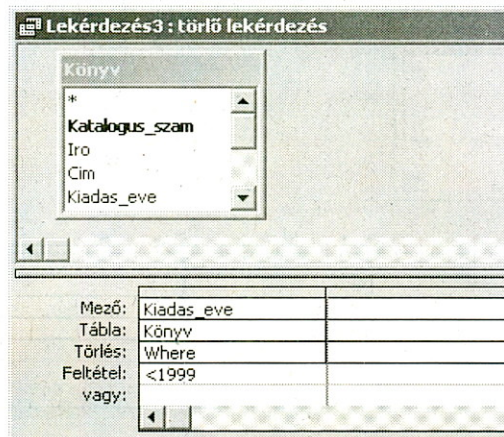 Lekérdezés3 : törlő lekérdezés
Könyv
*
Katalogus_szam
Iro
Cim
Kiadas_eve
Mező: Kiadas_eve
Tábla: Könyv
Törlés: Where
Feltétel: <1999
vagy: